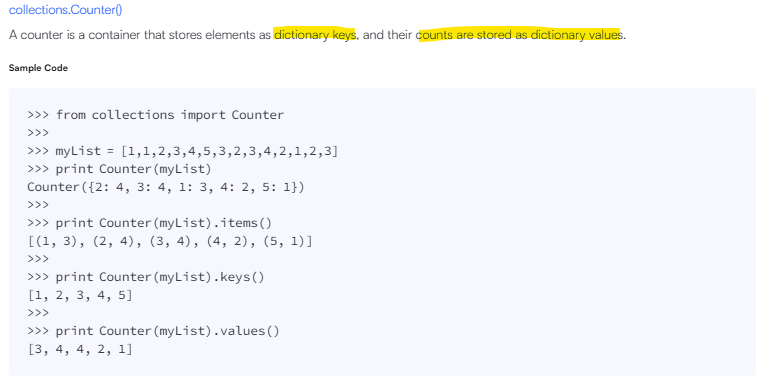 collections.Counter()
A counter is a container that stores elements as dictionary keys, and their counts are stored as dictionary values.
Sample Code
>>> from collections import Counter
>>>
>>> myList = [1,1,2,3,4,5,3,2,3,4,2,1,2,3]
>>> print Counter(myList)
Counter({2: 4, 3: 4, 1: 3, 4: 2, 5: 1})
>>>
>>> print Counter(myList).items()
[(1, 3), (2, 4), (3, 4), (4, 2), (5, 1)]
>>>
>>> print Counter(myList).keys()
[1, 2, 3, 4, 5]
>>>
>>> print Counter(myList).values()
[3, 4, 4, 2, 1]